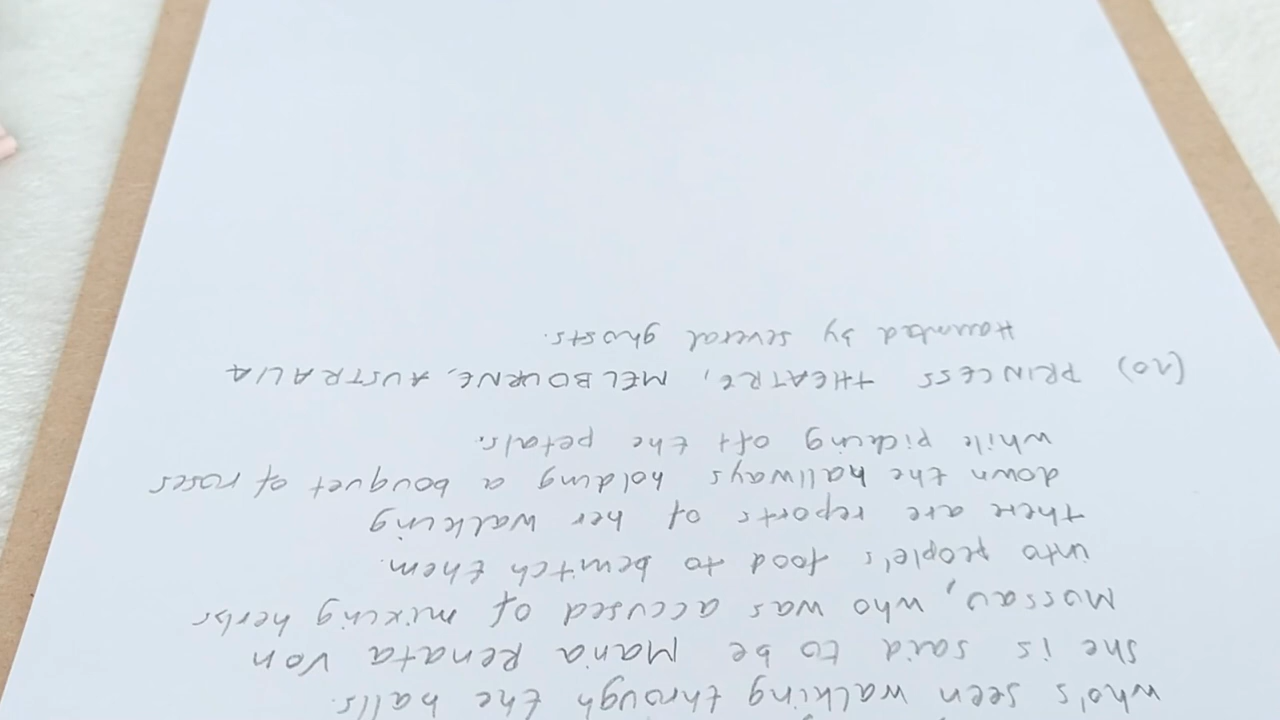 who's seen walking through the halls.
She is said to be Maria Renata Von
Mossau, who was accused of mixing herbs
into people's food to bewitch them.
There are reports of her walking
down the hallways holding a bouquet of roses
while picking off the petals.
(10) PRINCESS THEATRE, MELBOURNE, AUSTRALIA
Haunted by several ghosts.